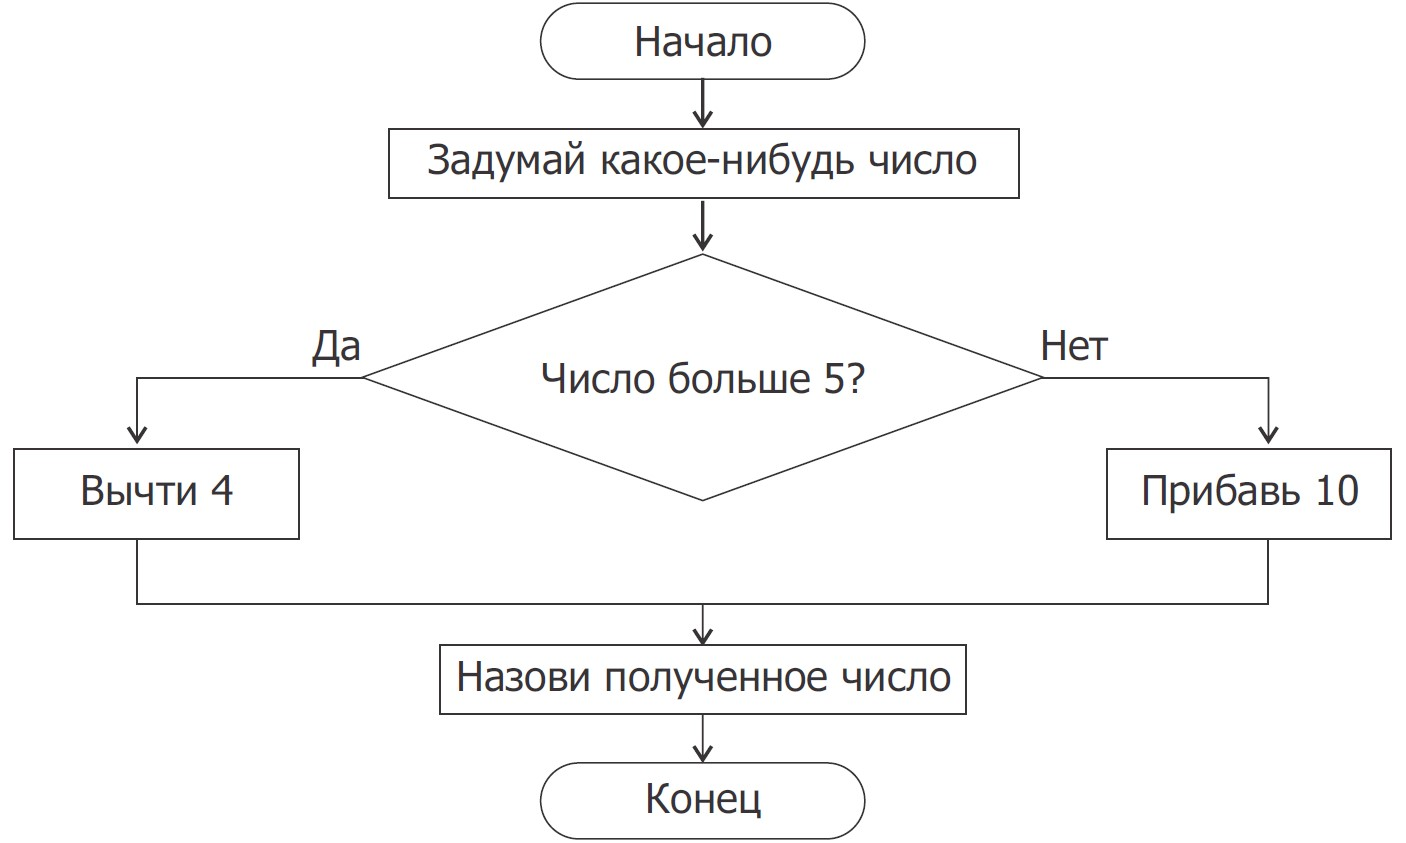 Начало
Задумай какое-нибудь число
Да
Нет
Число больше 5?
Вычти 4
Прибавь 10
Назови полученное число
Конец